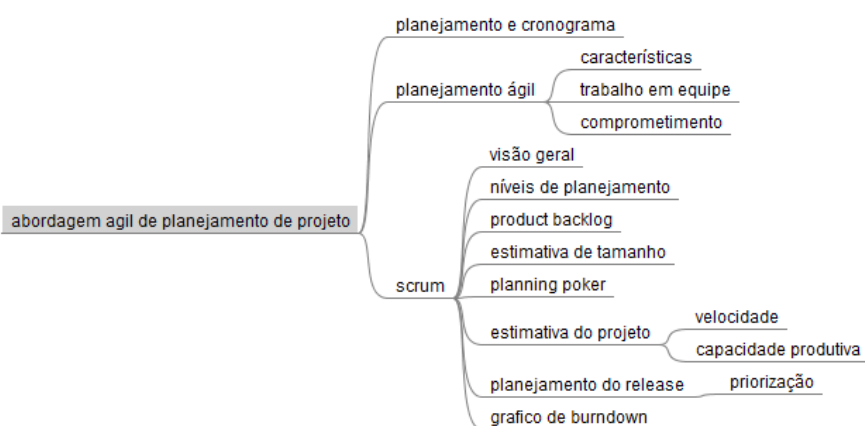 planejamento e cronograma
características
planejamento ágil
trabalho em equipe
comprometimento
visão geral
níveis de planejamento
abordagem agil de planejamento de projeto
product backlog
estimativa de tamanho
scrum
planning poker
velocidade
estimativa do projeto
capacidade produtiva
planejamento do release
priorização
grafico de burndown